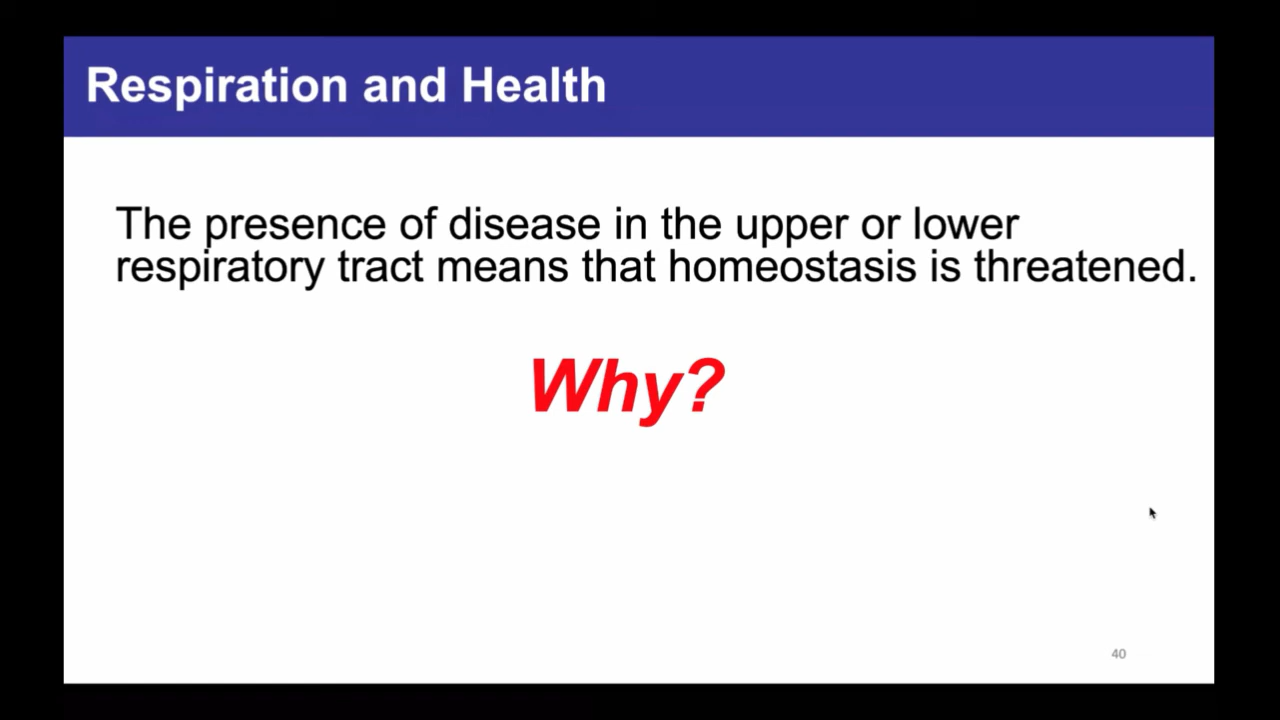 Respiration and Health
The presence of disease in the upper or lower
respiratory tract means that homeostasis is threatened.
Why?
40